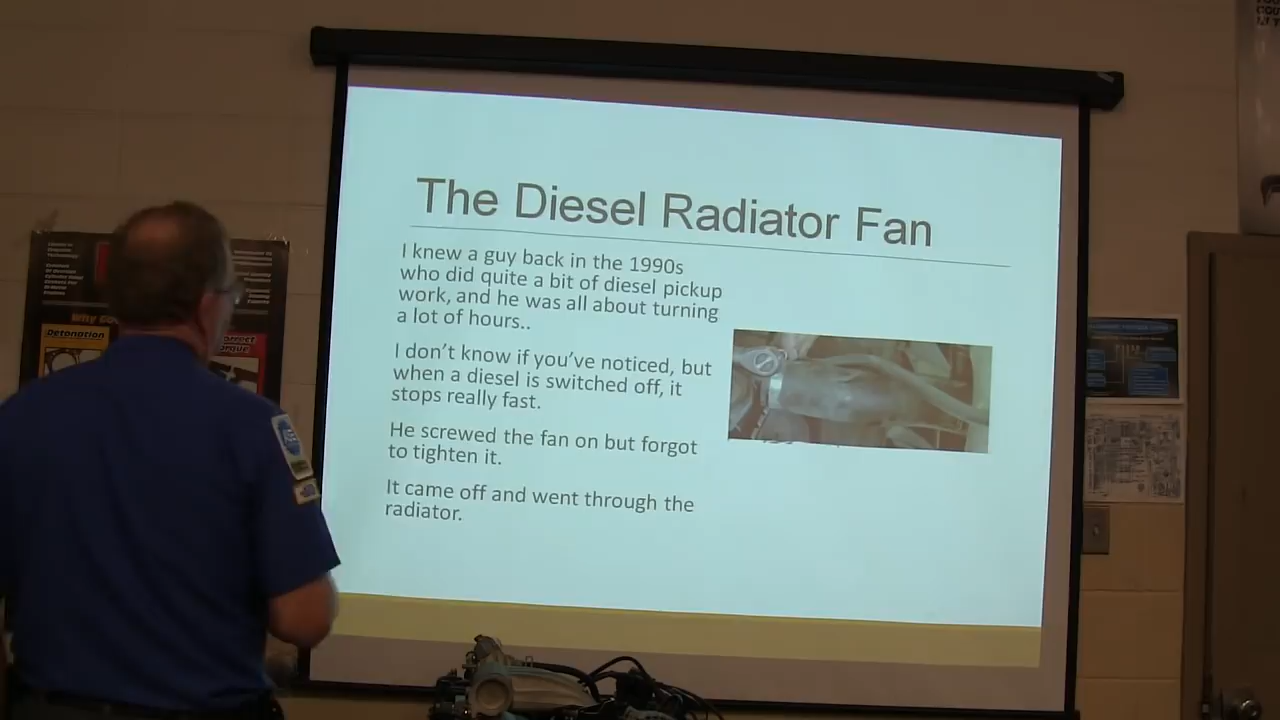 The Diesel Radiator Fan
I knew a guy back in the 1990s
who did quite a bit of diesel pickup
work, and he was all about turning
a lot of hours..
I don't know if you've noticed, but
when a diesel is switched off, it
stops really fast.
He screwed the fan on but forgot
to tighten it.
It came off and went through the
radiator.
Why
Detonation